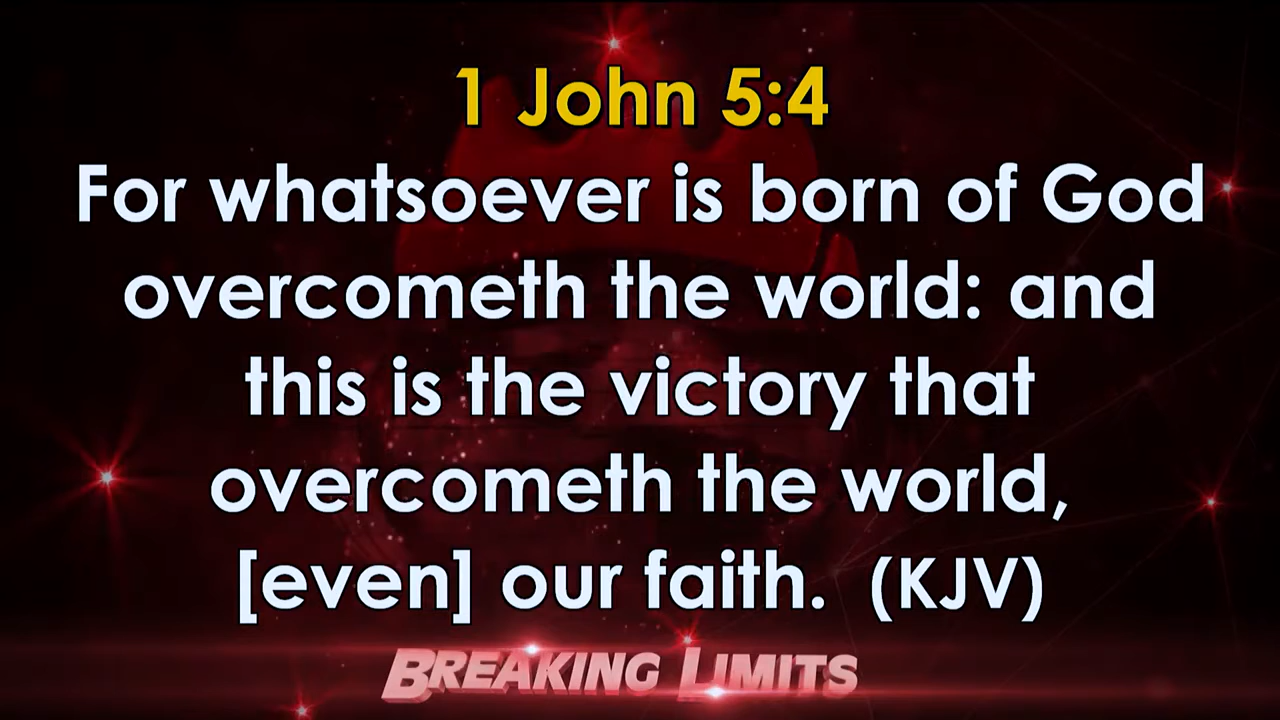 1 John 5:4
For whatsoever is born of God
overcometh the world: and
this is the victory that
overcometh the world,
[even] our faith.  (KJV)
BREAKING LIMITS